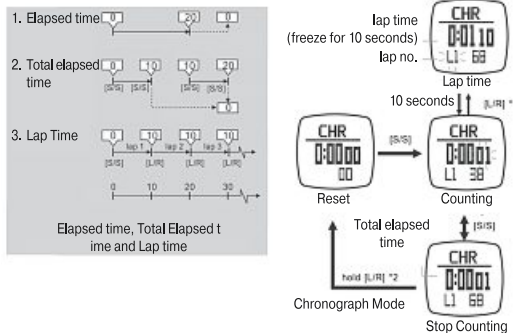 1. Elapsed time
0 20 0
2. Total elapsed
time
0 10 10 20
[S/S] [S/S] [S/S] [S/S]
0
3. Lap Time
0 10 10 10
lap 1 lap 2 lap 3
[S/S] [L/R] [L/R] [L/R]
0 10 20 30
Elapsed time, Total Elapsed t
ime and Lap time
lap time
(freeze for 10 seconds)
lap no.
CHR
0:01 10
L1 68
Lap time
10 seconds
[L/R] *
CHR
0:00 00
00
Reset
[S/S]
CHR
0:00 01
L1 38
Counting
Total elapsed
time
[S/S]
hold [L/R] *2
Chronograph Mode
CHR
0:00 01
L1 68
Stop Counting